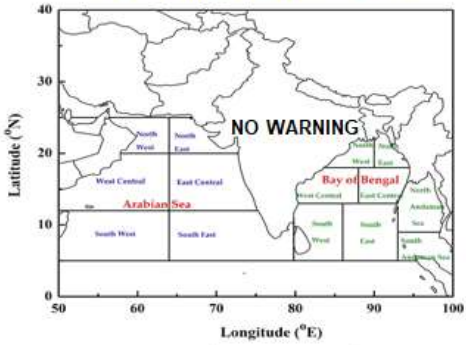 40
30
20
10
0
Latitude (°N)
NO WARNING
North
West
North
East
West Central
East Central
Arabian Sea
South West
South East
North
West
North
East
Bay of Bengal
West Central
East Central
South
West
South
East
North
Andaman
Sea
South
Andaman Sea
50
60
70
80
90
100
Longitude (°E)